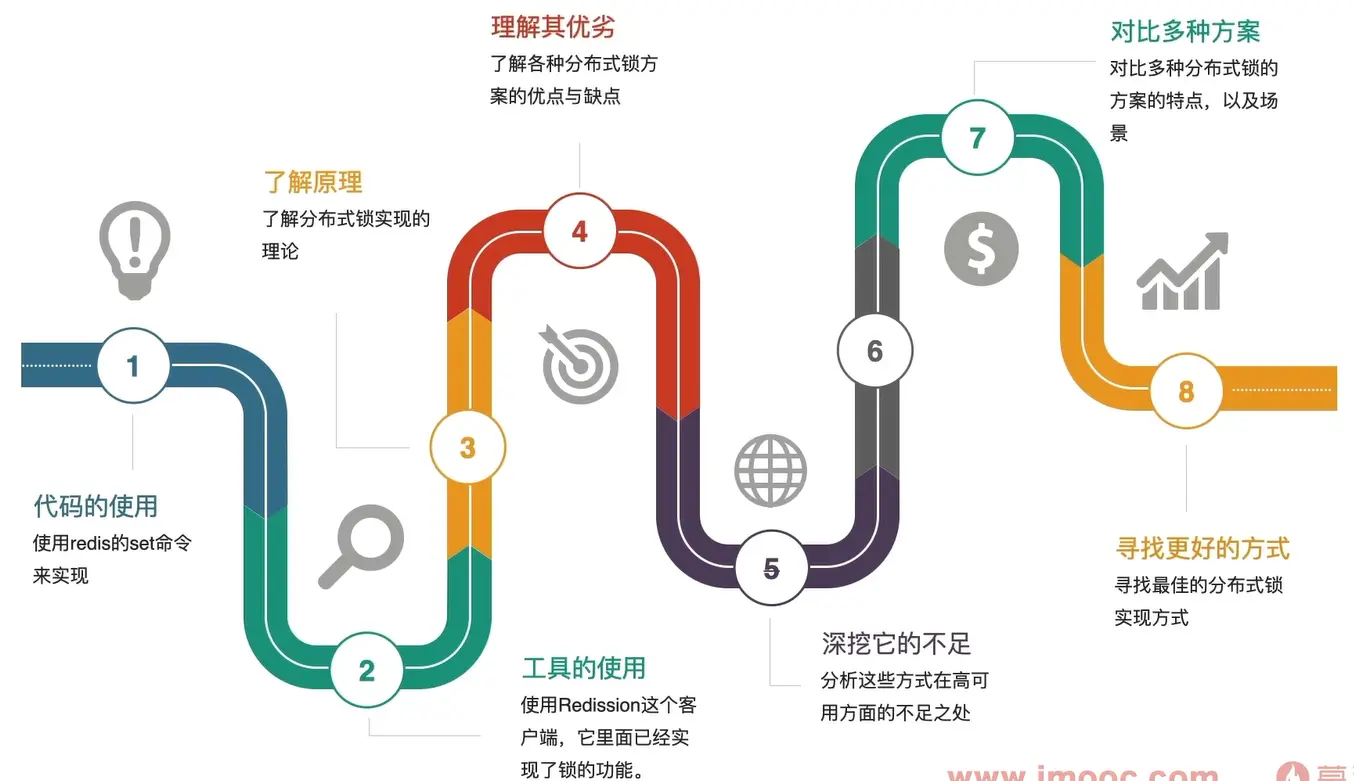 理解其优劣
了解各种分布式锁方
案的优点与缺点
对比多种方案
对比多种分布式锁的
方案的特点，以及场
景
了解原理
了解分布式锁实现的
理论
4
7
1
3
6
8
代码的使用
使用redis的set命令
来实现
2
5
工具的使用
使用Redission这个客
户端，它里面已经实
现了锁的功能。
深挖它的不足
分析这些方式在高可
用方面的不足之处
寻找更好的方式
寻找最佳的分布式锁
实现方式
$
www.imooc.com